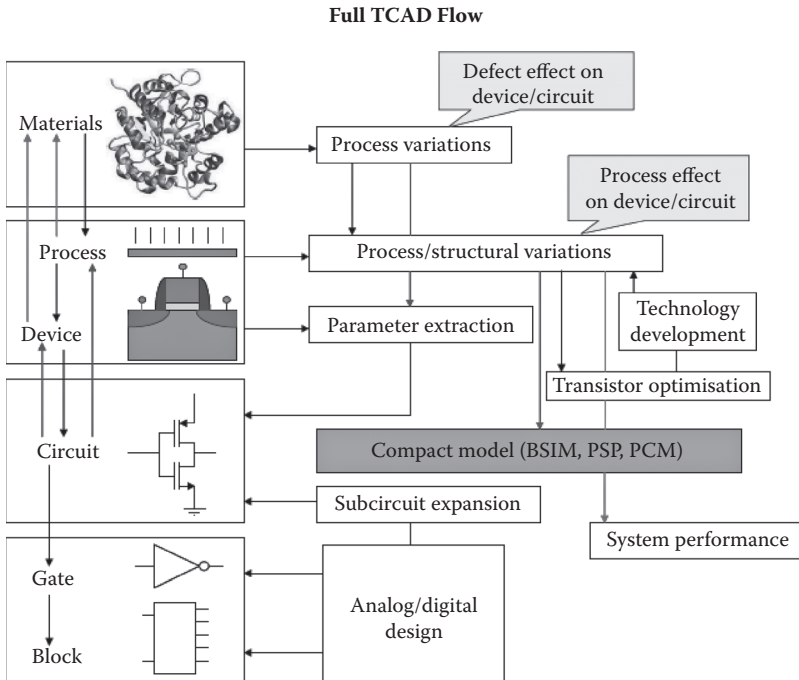 Full TCAD Flow
Defect effect on
device/circuit
Materials
Process variations
Process effect
on device/circuit
Process
Process/structural variations
Technology
development
Device
Parameter extraction
Transistor optimisation
Circuit
Compact model (BSIM, PSP, PCM)
Subcircuit expansion
System performance
Gate
Analog/digital
design
Block